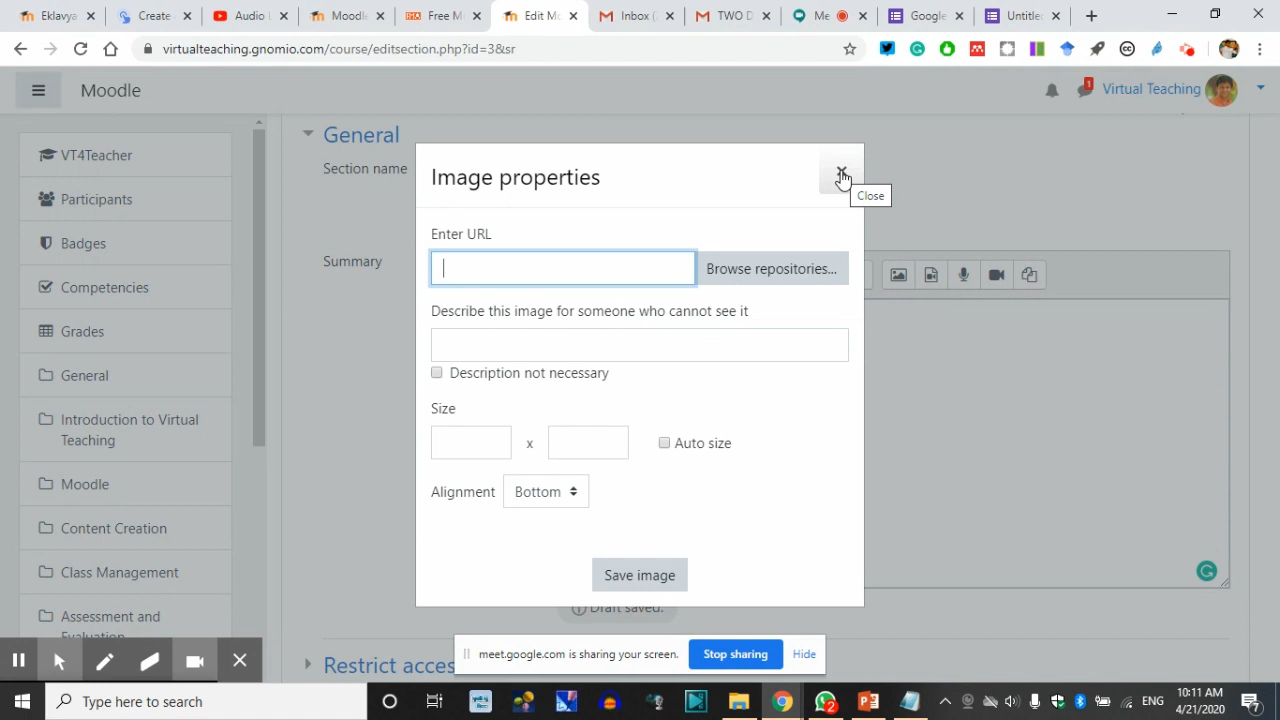 Eklavya
Create
Audio L
Moodle
Free M
Edit M
Inbox (
TWO D
Me
Google
Untitle
virtualteaching.gnomio.com/course/editsection.php?id=3&sr
Moodle
1
Virtual Teaching
VT4Teacher
Participants
Badges
Competencies
Grades
General
Introduction to Virtual
Teaching
Moodle
Content Creation
Class Management
Assessment and
Evaluation
General
Section name
Summary
Image properties
Close
Enter URL
Browse repositories...
Describe this image for someone who cannot see it
Description not necessary
Size
x
Auto size
Alignment
Bottom
Save image
Draft saved.
Restrict acces
meet.google.com is sharing your screen.
Stop sharing
Hide
Type here to search
2
ENG
10:11 AM
4/21/2020
7